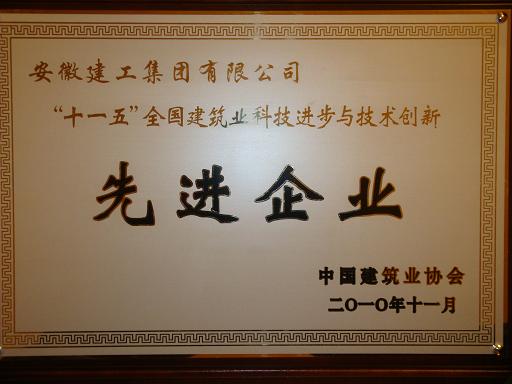 安徽建工集团有限公司
“十一五”全国建筑业科技进步与技术创新
先进企业
中国建筑业协会
二〇一〇年十一月